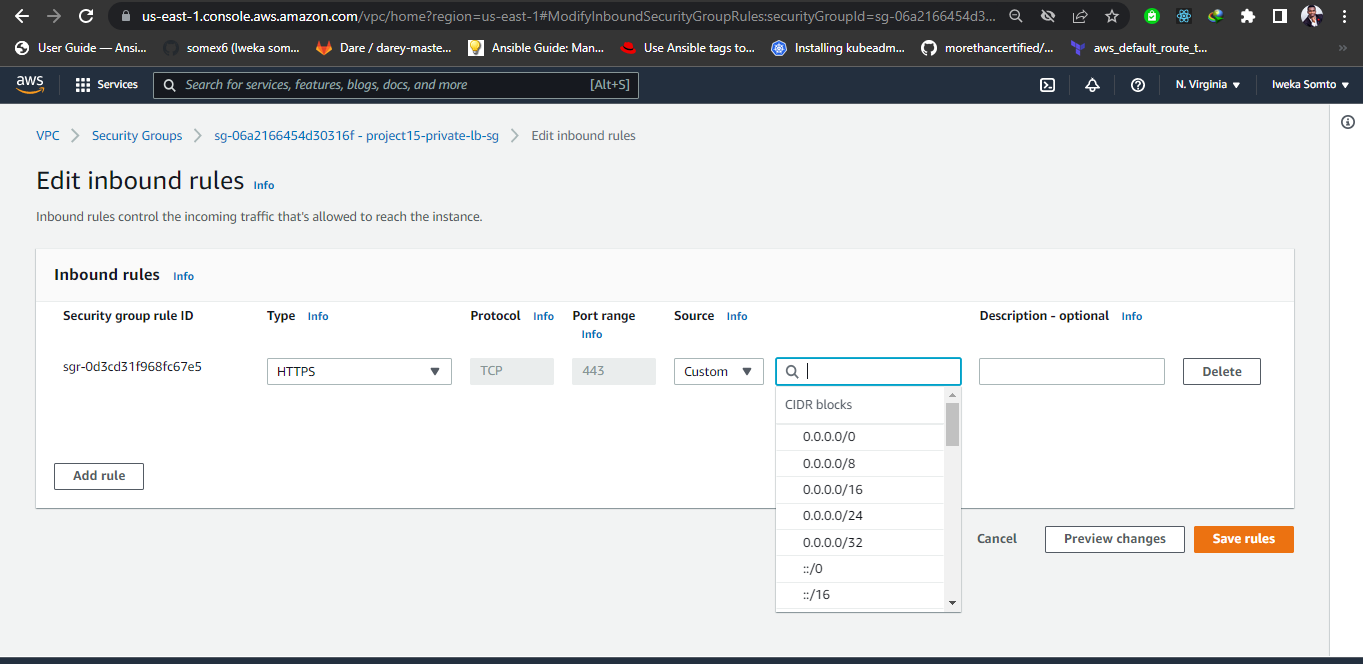 us-east-1.console.aws.amazon.com/vpc/home?region=us-east-1#ModifyInboundSecurityGroupRules:securityGroupId=sg-06a2166454d3...
User Guide — Ansi... somex6 (Iweka som... Dare / darey-maste... Ansible Guide: Man... Use Ansible tags to... Installing kubeadm... morethancertified/... aws_default_route_t... »
aws Services Search for services, features, blogs, docs, and more [Alt+S] N. Virginia Iweka Somto
VPC Security Groups sg-06a2166454d30316f - project15-private-lb-sg Edit inbound rules
Edit inbound rules Info
Inbound rules control the incoming traffic that's allowed to reach the instance.
Inbound rules Info
Security group rule ID Type Info Protocol Info Port range Info Source Info Description - optional Info
sgr-0d3cd31f968fc67e5 HTTPS TCP 443 Custom Delete
CIDR blocks
0.0.0.0/0
0.0.0.0/8
0.0.0.0/16
0.0.0.0/24
0.0.0.0/32
::/0
::/16
Add rule
Cancel Preview changes Save rules